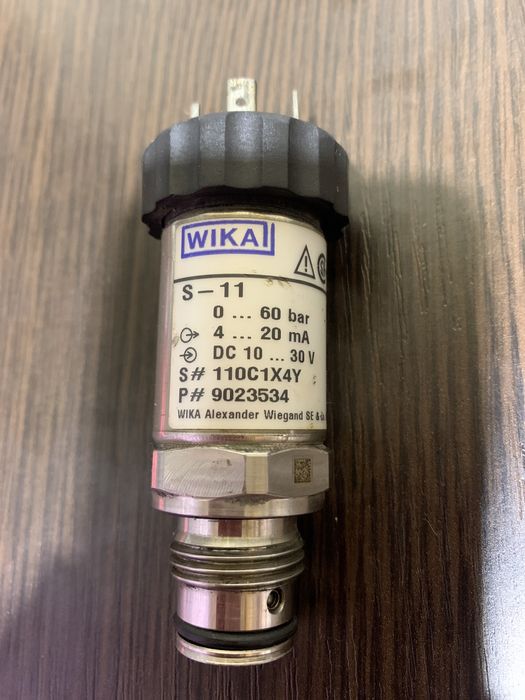 WIKA
S-11
0 ... 60 bar
4 ... 20 mA
DC 10 ... 30 V
S# 110C1X4Y
P# 9023534
WIKA Alexander Wiegand SE &